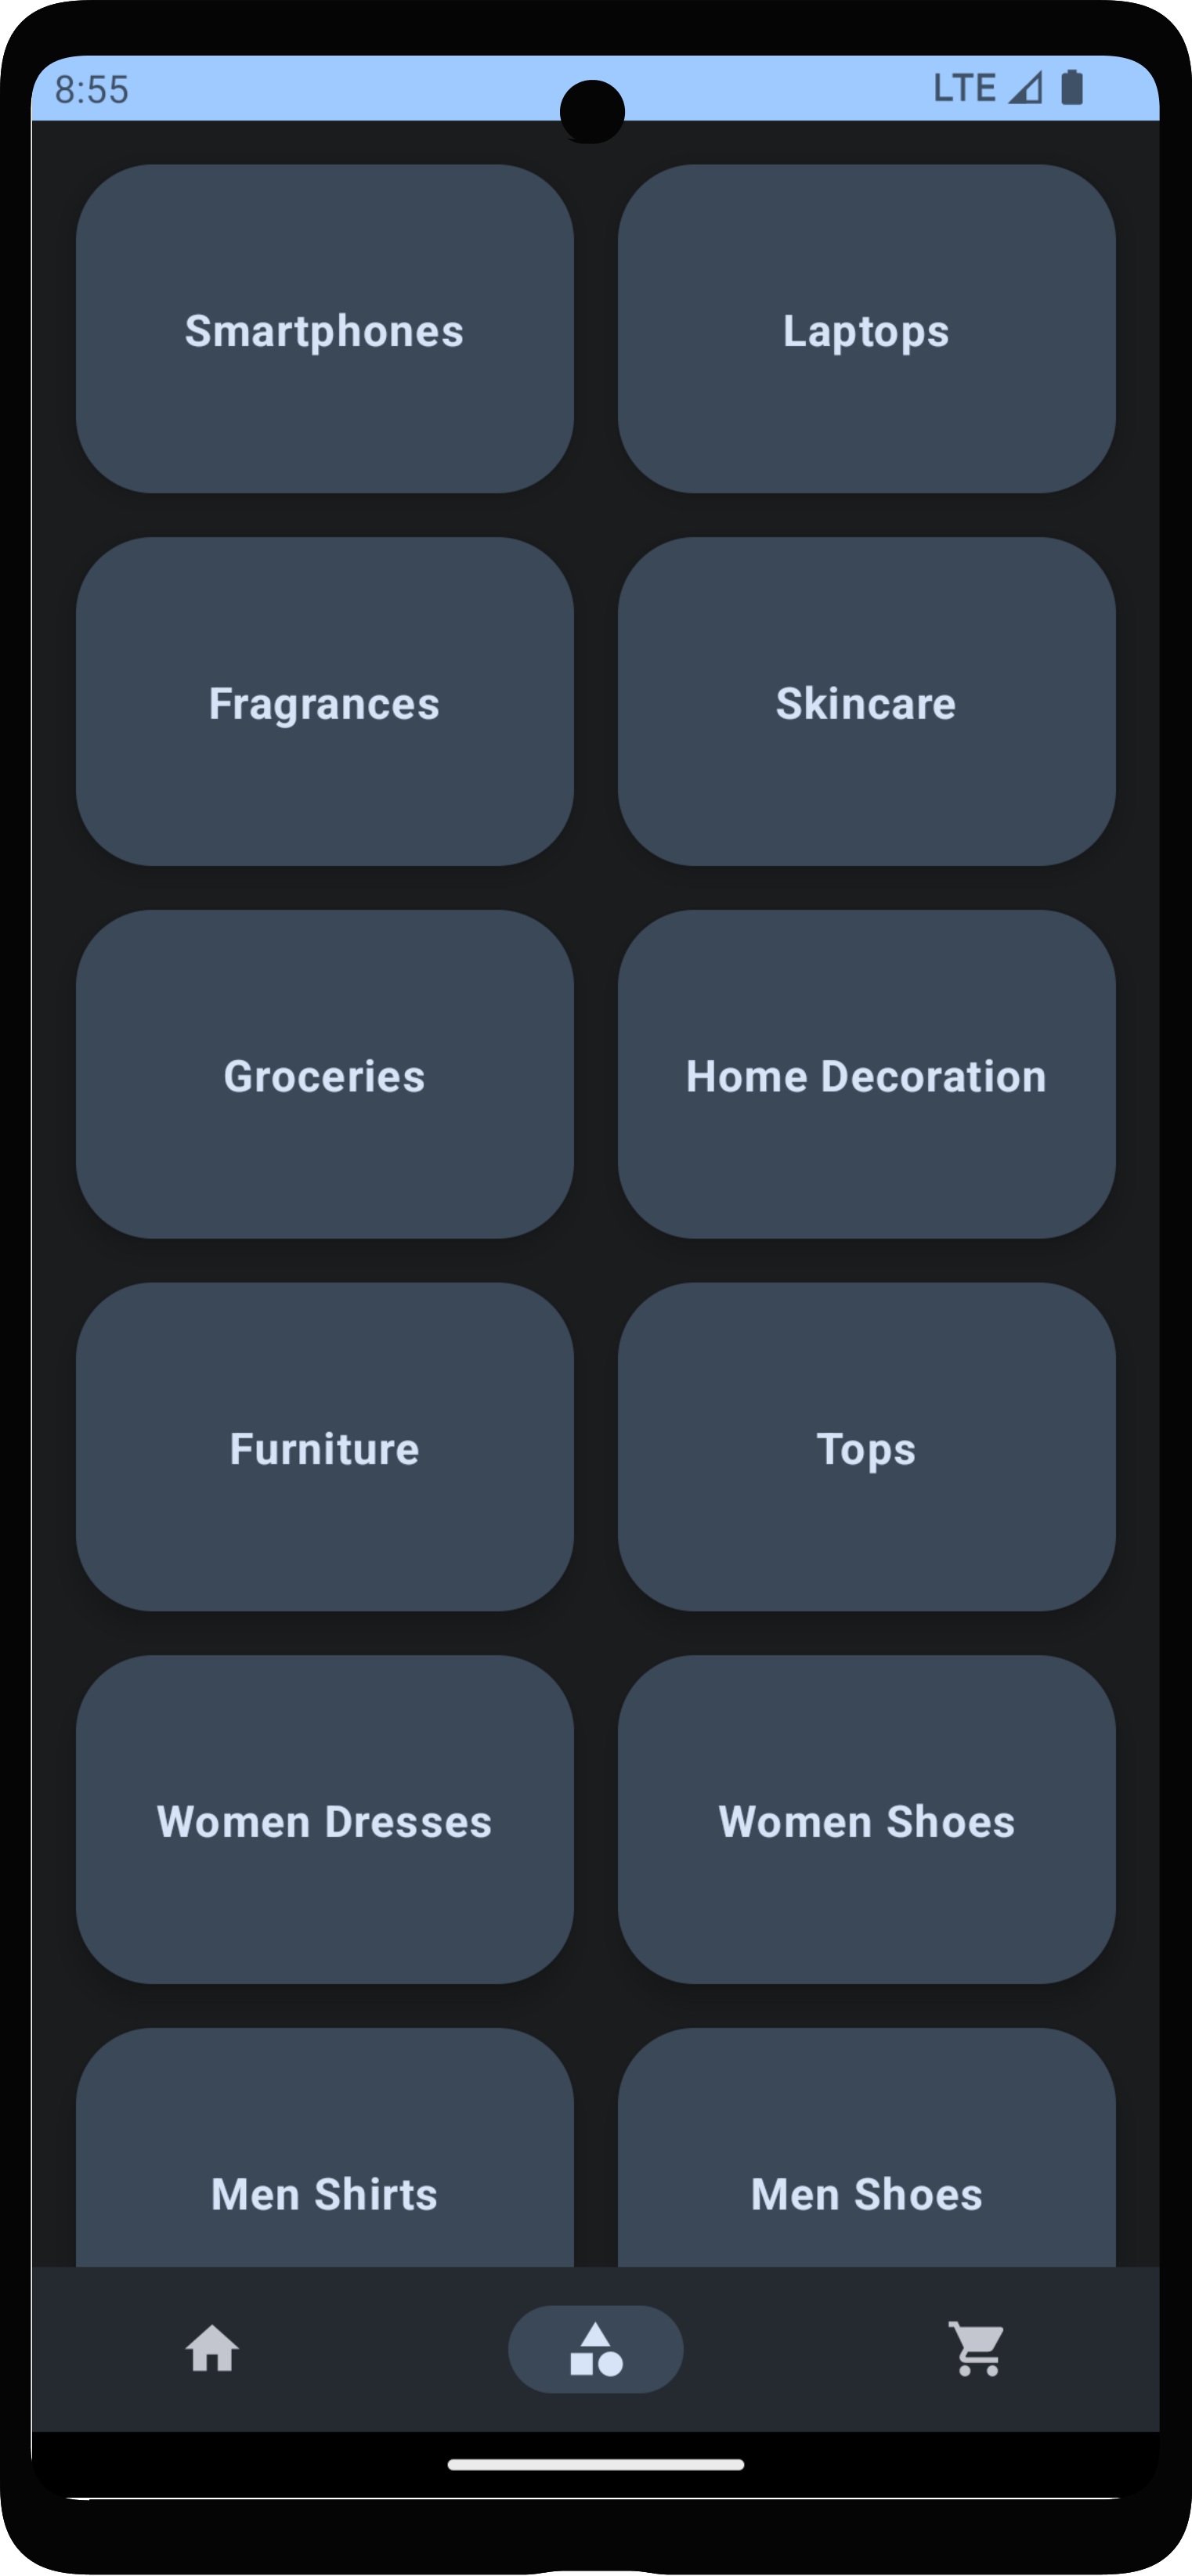 8:55 LTE
Smartphones
Laptops
Fragrances
Skincare
Groceries
Home Decoration
Furniture
Tops
Women Dresses
Women Shoes
Men Shirts
Men Shoes